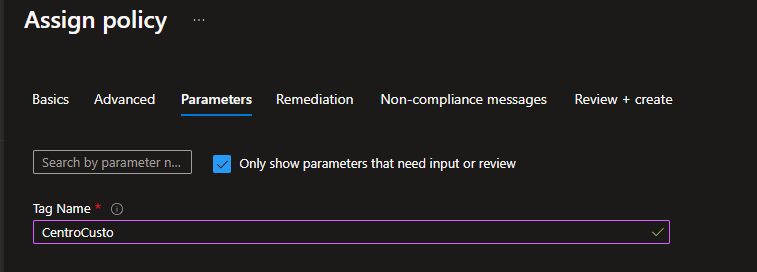 Assign policy ...
Basics Advanced Parameters Remediation Non-compliance messages Review + create
Search by parameter n... Only show parameters that need input or review
Tag Name *
CentroCusto